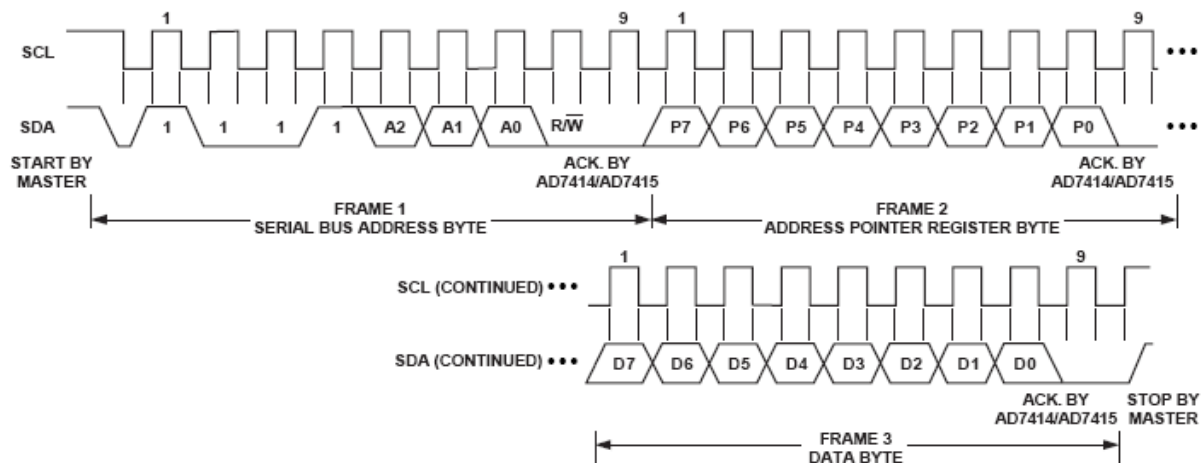 1 9 1 9
SCL •••
SDA 1 1 1 1 A2 A1 A0 R/W̅ P7 P6 P5 P4 P3 P2 P1 P0 •••
START BY MASTER
ACK. BY AD7414/AD7415
ACK. BY AD7414/AD7415
FRAME 1
SERIAL BUS ADDRESS BYTE
FRAME 2
ADDRESS POINTER REGISTER BYTE
1 9
SCL (CONTINUED) •••
SDA (CONTINUED) ••• D7 D6 D5 D4 D3 D2 D1 D0
ACK. BY AD7414/AD7415
STOP BY MASTER
FRAME 3
DATA BYTE